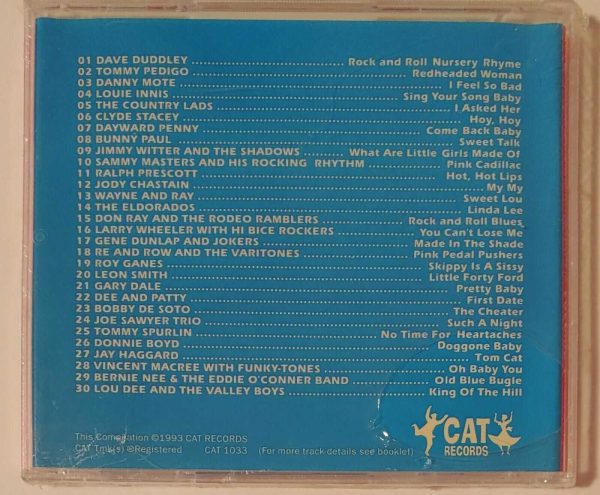 01 DAVE DUDDLEY ........ Rock and Roll Nursery Rhyme
02 TOMMY PEDIGO ........ Redheaded Woman
03 DANNY MOTE ........ I Feel So Bad
04 LOUIE INNIS ........ Sing Your Song Baby
05 THE COUNTRY LADS ........ I Asked Her
06 CLYDE STACEY ........ Hoy, Hoy
07 DAYWARD PENNY ........ Come Back Baby
08 BUNNY PAUL ........ Sweet Talk
09 JIMMY WITTER AND THE SHADOWS ........ What Are Little Girls Made Of
10 SAMMY MASTERS AND HIS ROCKING RHYTHM ........ Pink Cadillac
11 RALPH PRESCOTT ........ Hot, Hot Lips
12 JODY CHASTAIN ........ My My
13 WAYNE AND RAY ........ Sweet Lou
14 THE ELDORADOS ........ Linda Lee
15 DON RAY AND THE RODEO RAMBLERS ........ Rock and Roll Blues
16 LARRY WHEELER WITH HI BICE ROCKERS ........ You Can't Lose Me
17 GENE DUNLAP AND JOKERS ........ Made In The Shade
18 RE AND ROW AND THE VARITONES ........ Pink Pedal Pushers
19 ROY GANES ........ Skippy Is A Sissy
20 LEON SMITH ........ Little Forty Ford
21 GARY DALE ........ Pretty Baby
22 DEE AND PATTY ........ First Date
23 BOBBY DE SOTO ........ The Cheater
24 JOE SAWYER TRIO ........ Such A Night
25 TOMMY SPURLIN ........ No Time For Heartaches
26 DONNIE BOYD ........ Doggone Baby
27 JAY HAGGARD ........ Tom Cat
28 VINCENT MACREE WITH FUNKY-TONES ........ Oh Baby You
29 BERNIE NEE & THE EDDIE O'CONNER BAND ........ Old Blue Bugle
30 LOU DEE AND THE VALLEY BOYS ........ King Of The Hill
This Compilation ©1993 CAT RECORDS
CAT Tmk(s) ®Registered CAT 1033 (For more track details see booklet)
CAT
RECORDS